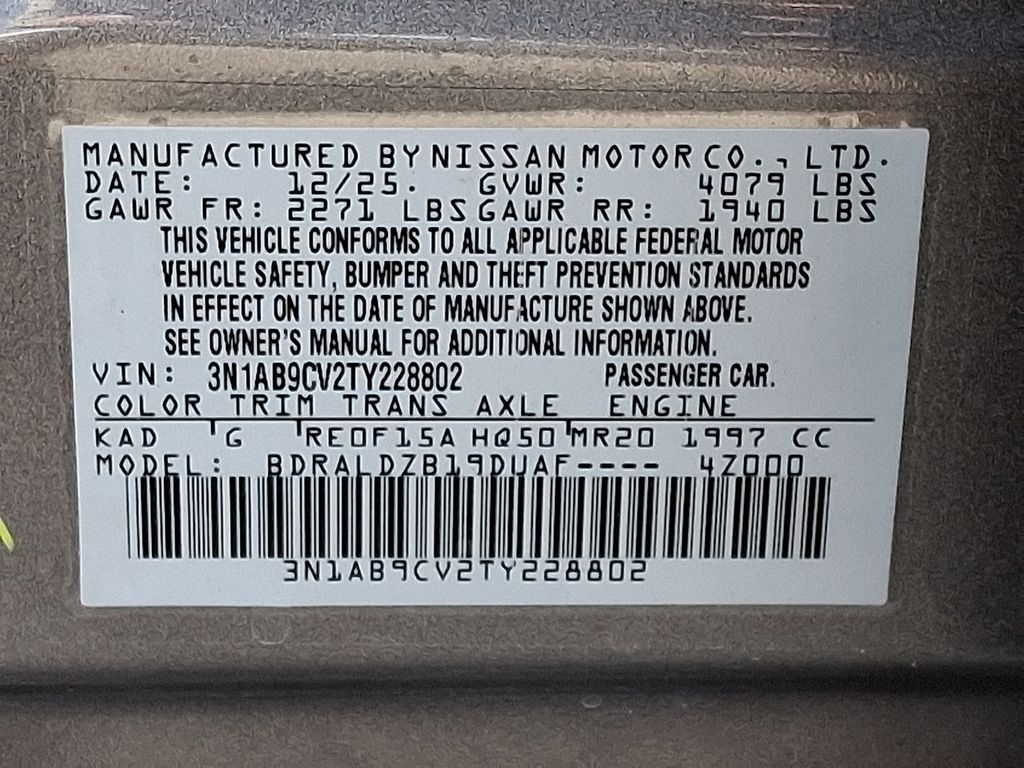 MANUFACTURED BY NISSAN MOTOR CO., LTD.
DATE: 12/25. GVWR: 4079 LBS
GAWR FR: 2271 LBS GAWR RR: 1940 LBS
THIS VEHICLE CONFORMS TO ALL APPLICABLE FEDERAL MOTOR
VEHICLE SAFETY, BUMPER AND THEFT PREVENTION STANDARDS
IN EFFECT ON THE DATE OF MANUFACTURE SHOWN ABOVE.
SEE OWNER'S MANUAL FOR ADDITIONAL INFORMATION.
VIN: 3N1AB9CV2TY228802 PASSENGER CAR.
COLOR TRIM TRANS AXLE ENGINE
KAD G RE0F15A HQ50 MR20 1997 CC
MODEL: BDRALDZB19DUAF---- 4Z000
3N1AB9CV2TY228802